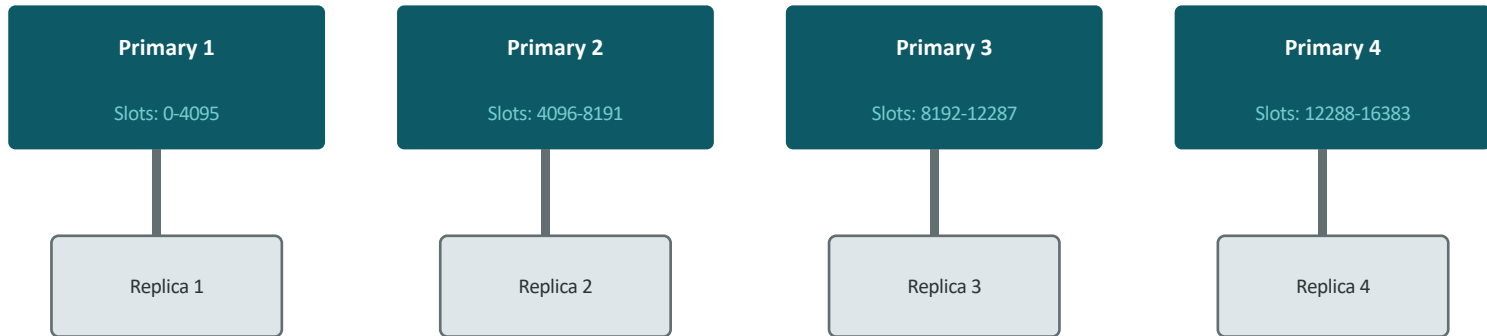 Primary 1
Slots: 0-4095
Replica 1
Primary 2
Slots: 4096-8191
Replica 2
Primary 3
Slots: 8192-12287
Replica 3
Primary 4
Slots: 12288-16383
Replica 4